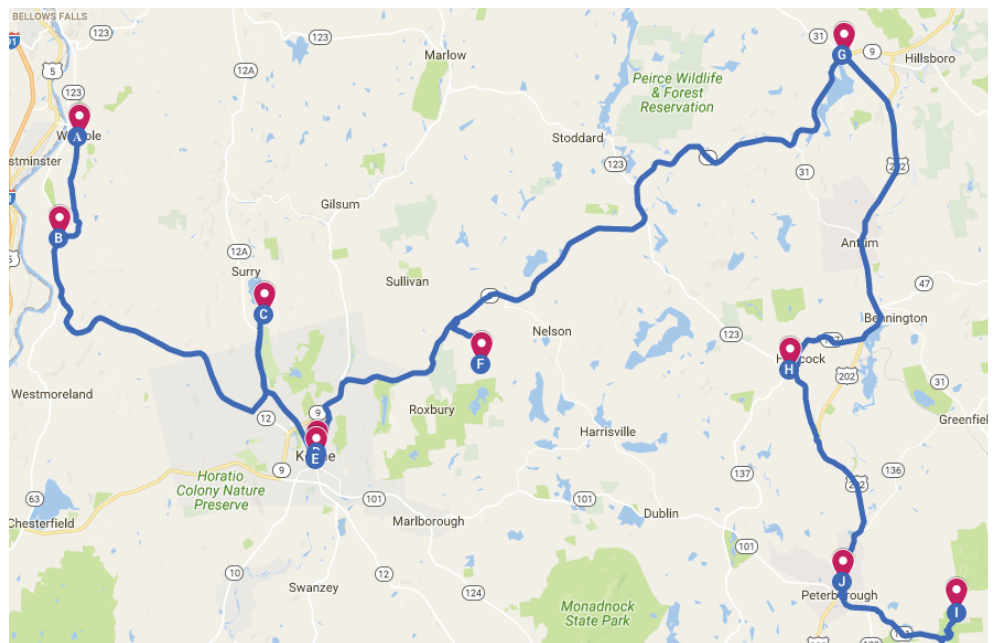 BELLOWS FALLS
123
31
9
123
Marlow
Hillsboro
G
5
12A
Peirce Wildlife
& Forest
Reservation
123
A
Stoddard
123
31
202
Gilsum
B
12A
Antrim
Surry
Sullivan
47
C
Bennington
Nelson
123
F
H
202
31
Westmoreland
Roxbury
12
9
Harrisville
Greenfield
E
9
Horatio
Colony Nature
Preserve
137
136
202
63
101
101
Chesterfield
Marlborough
Dublin
101
10
12
J
Swanzey
124
Peterborough
Monadnock
State Park
I